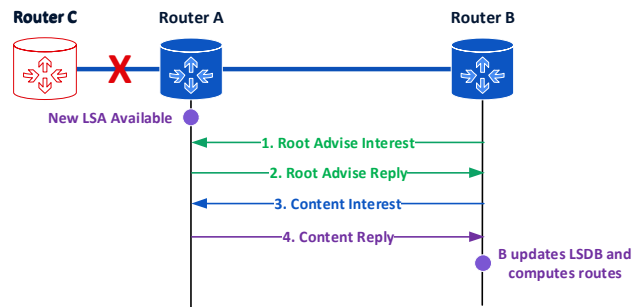 Router C
Router A
Router B
New LSA Available
1. Root Advise Interest
2. Root Advise Reply
3. Content Interest
4. Content Reply
B updates LSDB and
computes routes